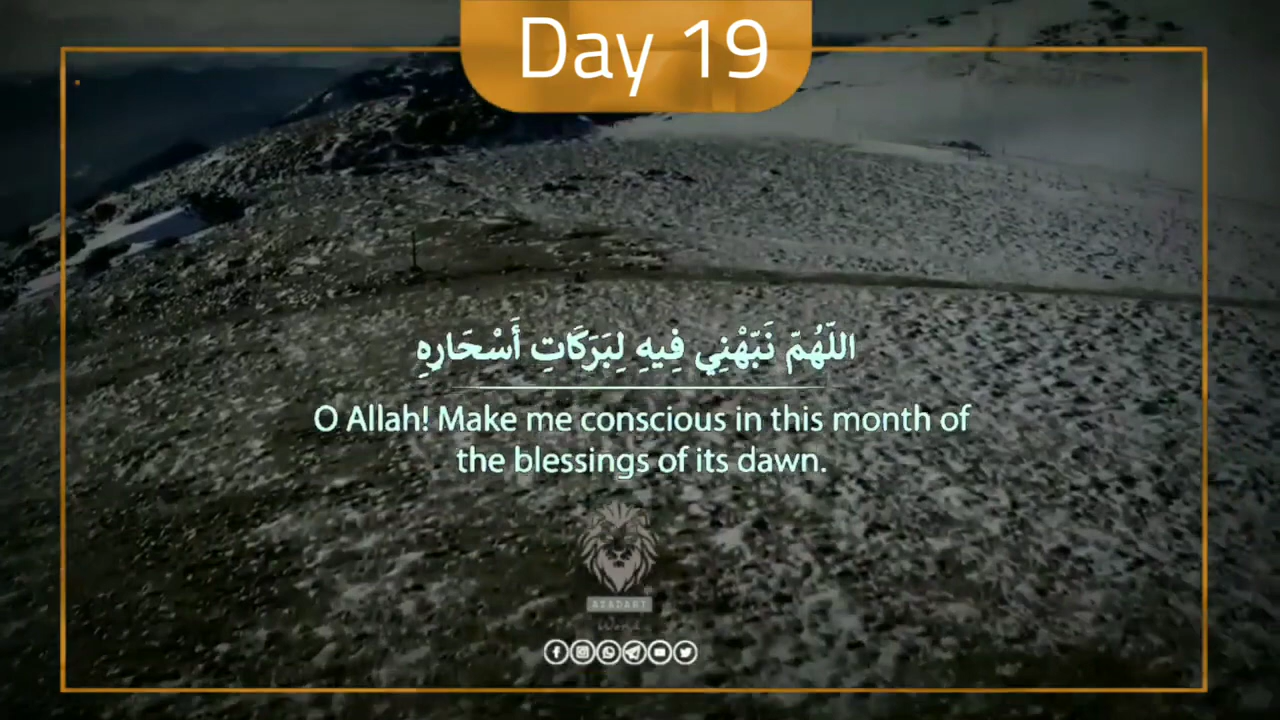 Day 19
اللّهُمّ نَبّهْنِي فِيهِ لِبَرَكَاتِ أَسْحَارِهِ
O Allah! Make me conscious in this month of
the blessings of its dawn.